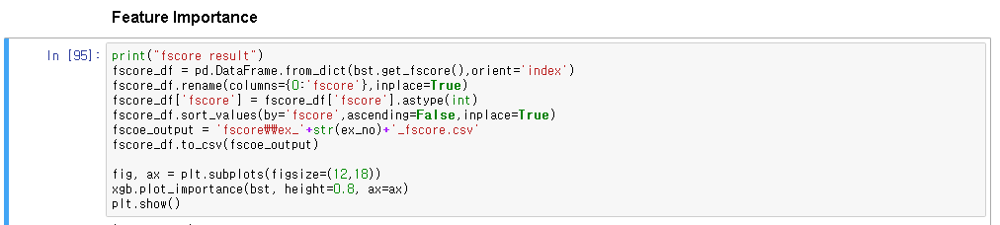 Feature Importance
In [95]:
print("fscore result")
fscore_df = pd.DataFrame.from_dict(bst.get_fscore(),orient='index')
fscore_df.rename(columns={0:'fscore'},inplace=True)
fscore_df['fscore'] = fscore_df['fscore'].astype(int)
fscore_df.sort_values(by='fscore',ascending=False,inplace=True)
fscoe_output = 'fscore₩₩ex_'+str(ex_no)+'_fscore.csv'
fscore_df.to_csv(fscoe_output)
fig, ax = plt.subplots(figsize=(12,18))
xgb.plot_importance(bst, height=0.8, ax=ax)
plt.show()